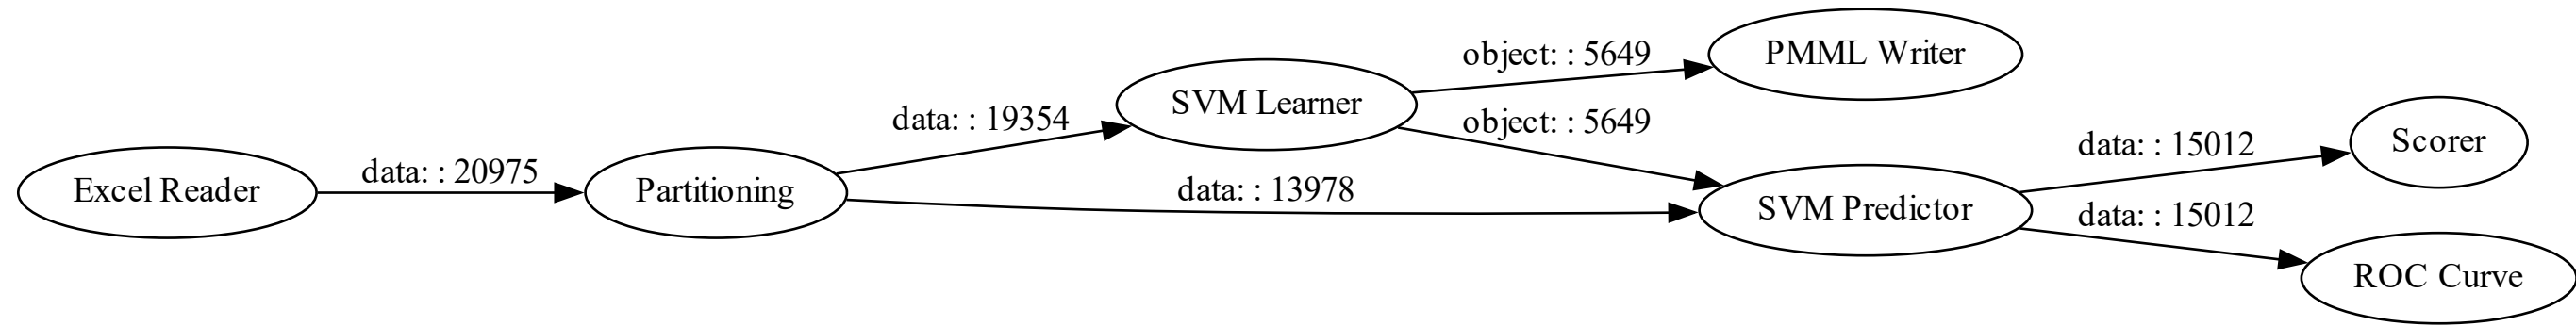 Excel Reader
data: : 20975
Partitioning
data: : 19354
data: : 13978
SVM Learner
object: : 5649
object: : 5649
PMML Writer
SVM Predictor
data: : 15012
data: : 15012
Scorer
ROC Curve